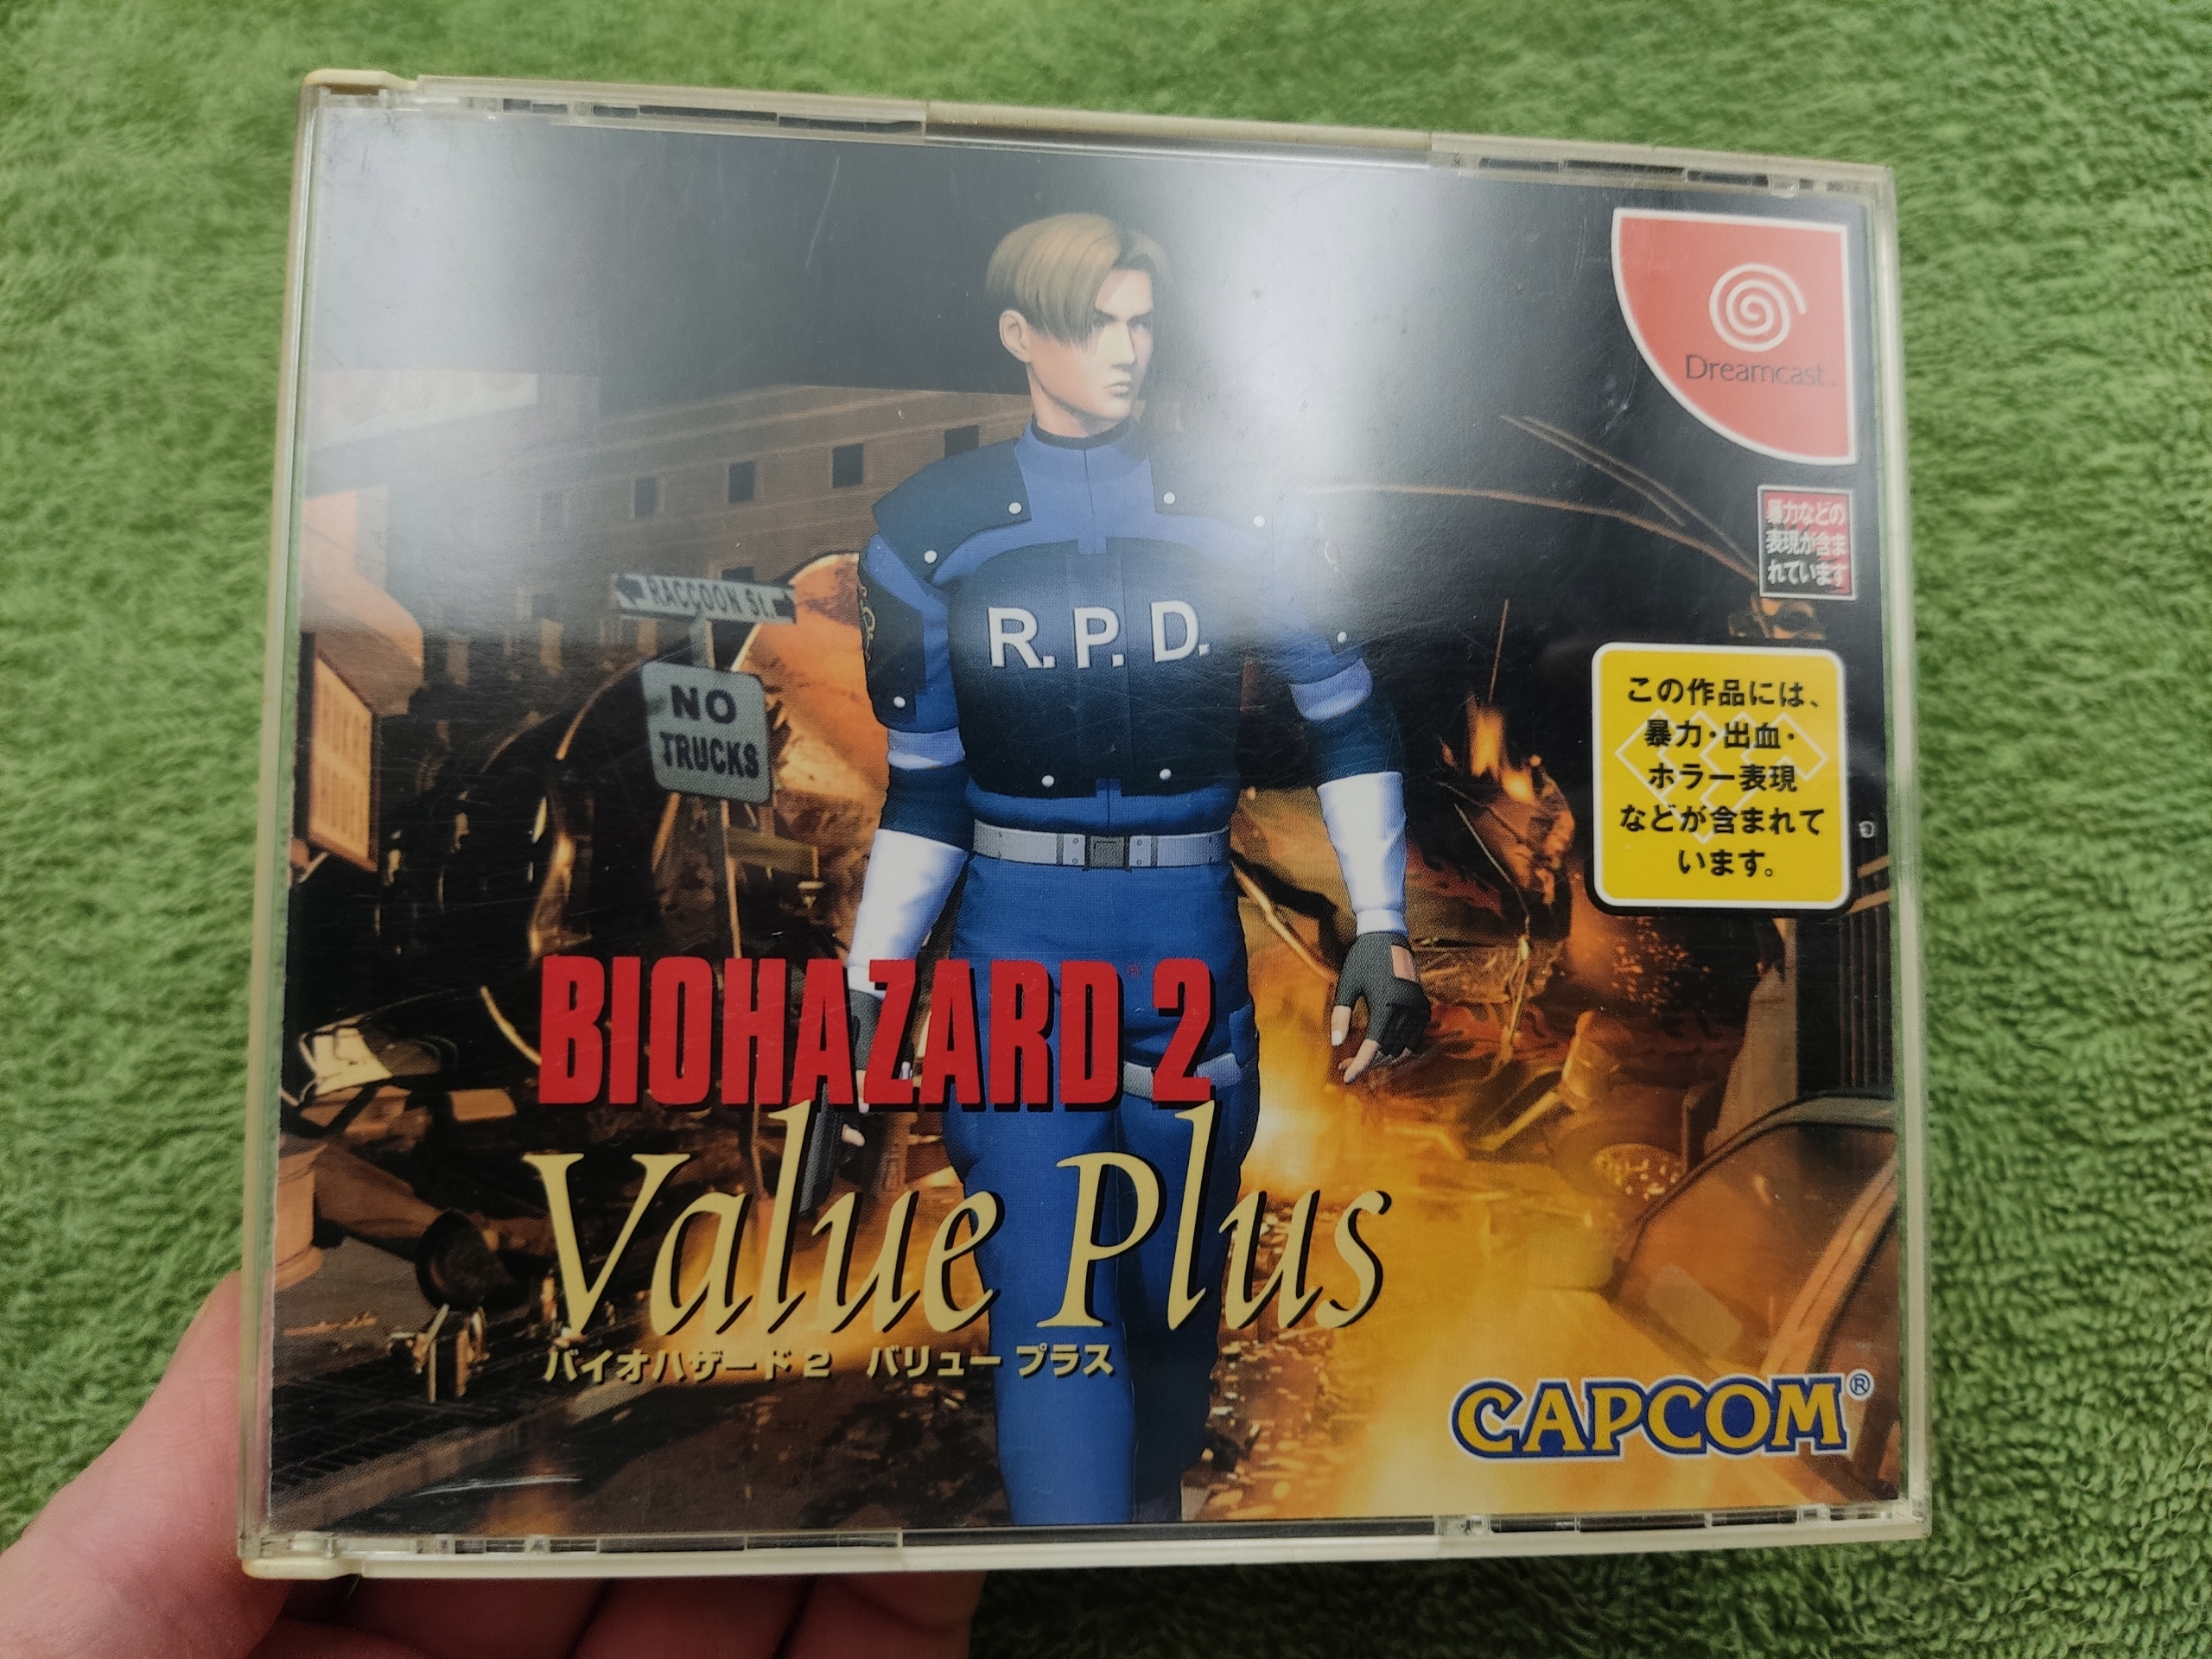 Dreamcast
暴力などの
表現が含ま
れています
RACCOON St.
R.P.D.
NO
TRUCKS
この作品には、
暴力・出血・
ホラー表現
などが含まれて
います。
BIOHAZARD® 2
Value Plus
バイオハザード2 バリュー プラス
CAPCOM®